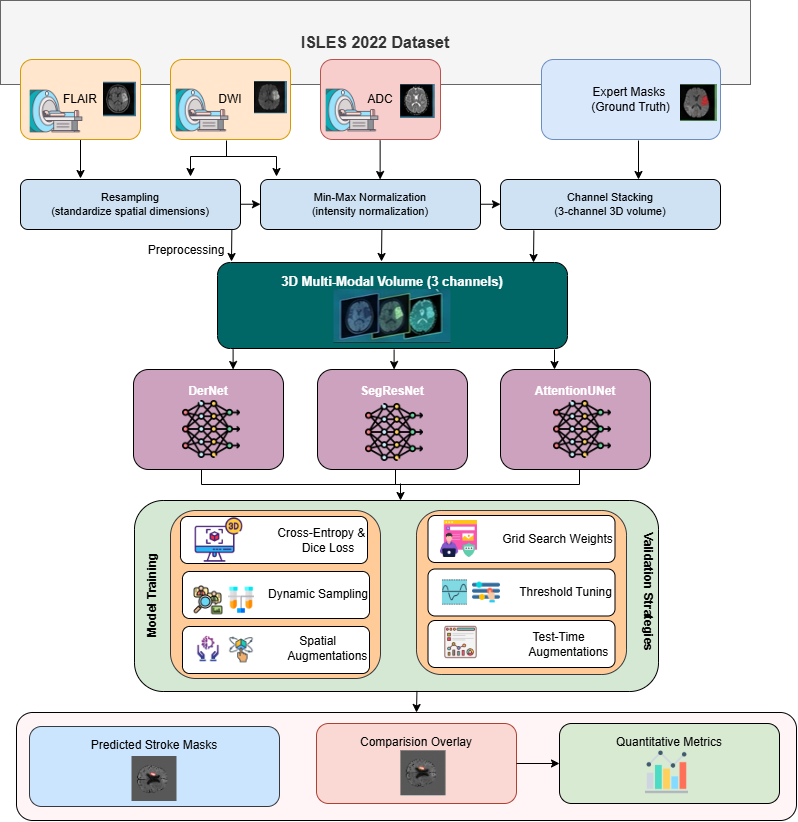 ISLES 2022 Dataset
FLAIR
DWI
ADC
Expert Masks
(Ground Truth)
Resampling
(standardize spatial dimensions)
Min-Max Normalization
(intensity normalization)
Channel Stacking
(3-channel 3D volume)
Preprocessing
3D Multi-Modal Volume (3 channels)
DerNet
SegResNet
AttentionUNet
Model Training
3D
Cross-Entropy &
Dice Loss
Dynamic Sampling
Spatial
Augmentations
Grid Search Weights
Threshold Tuning
Test-Time
Augmentations
Validation Strategies
Predicted Stroke Masks
Comparision Overlay
Quantitative Metrics